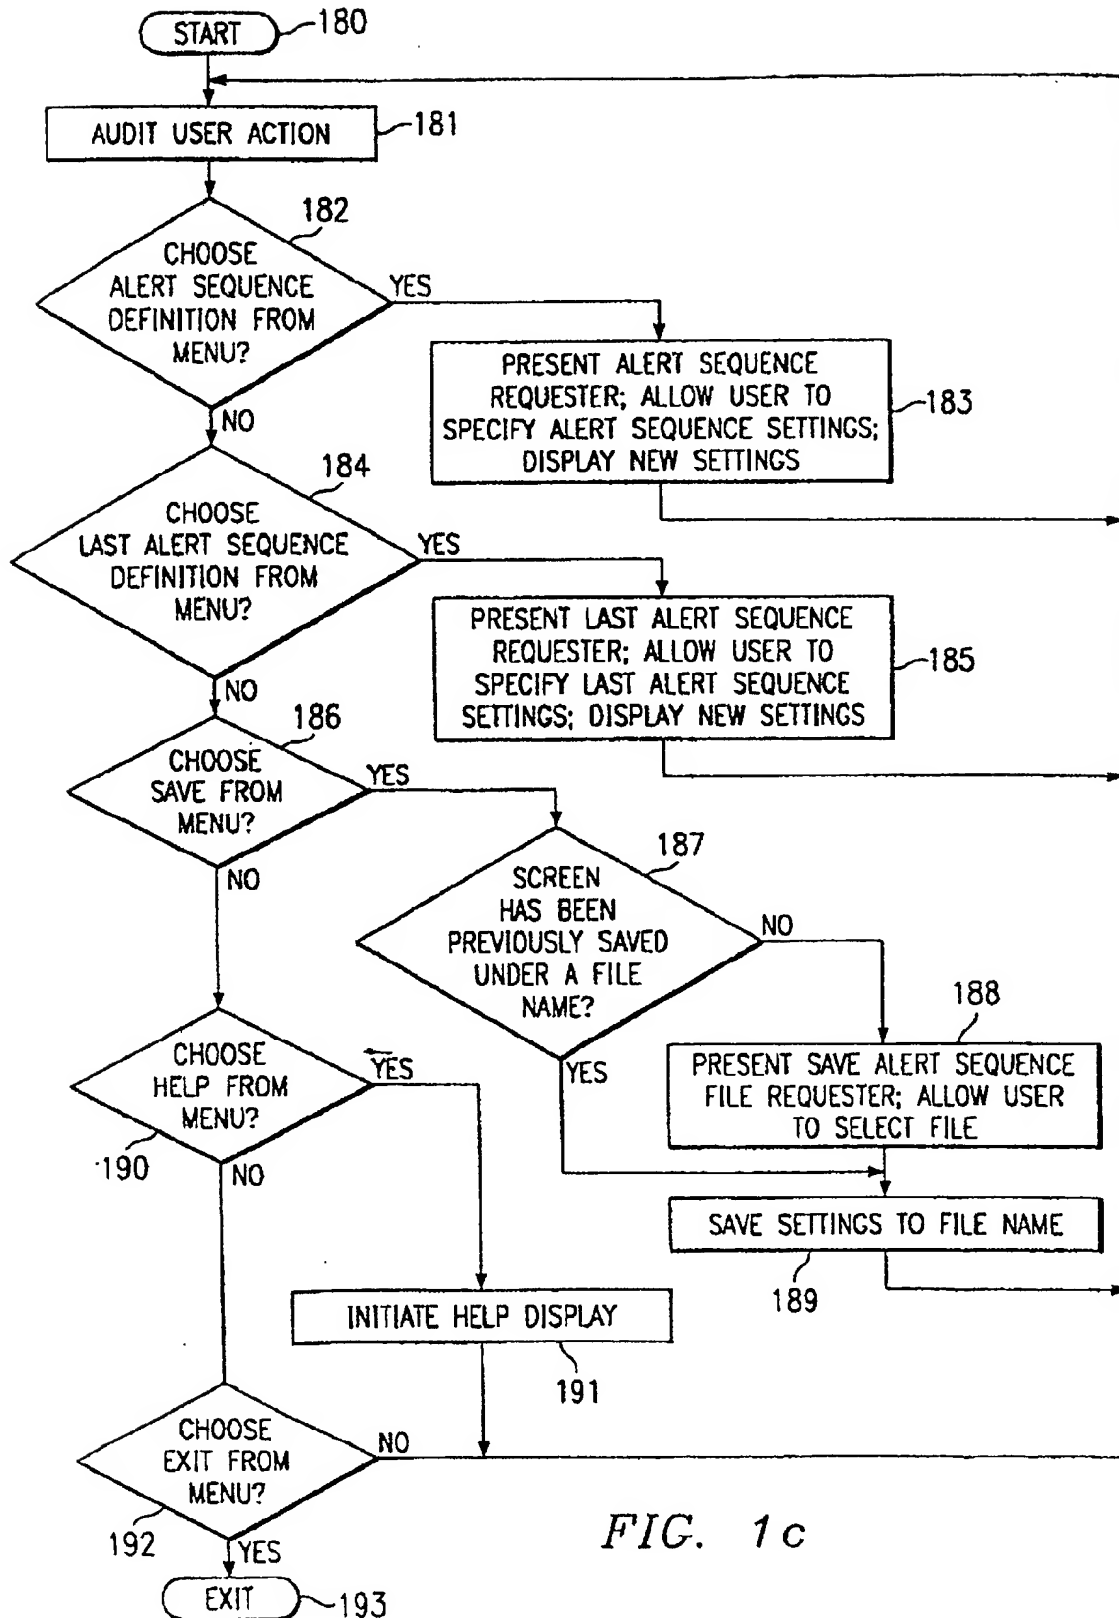 START
180
AUDIT USER ACTION
181
182
CHOOSE
ALERT SEQUENCE
DEFINITION FROM
MENU?
YES
NO
PRESENT ALERT SEQUENCE
REQUESTER; ALLOW USER TO
SPECIFY ALERT SEQUENCE SETTINGS;
DISPLAY NEW SETTINGS
183
184
CHOOSE
LAST ALERT SEQUENCE
DEFINITION FROM
MENU?
YES
NO
PRESENT LAST ALERT SEQUENCE
REQUESTER; ALLOW USER TO
SPECIFY LAST ALERT SEQUENCE
SETTINGS; DISPLAY NEW SETTINGS
185
186
CHOOSE
SAVE FROM
MENU?
YES
NO
187
SCREEN
HAS BEEN
PREVIOUSLY SAVED
UNDER A FILE
NAME?
NO
YES
188
PRESENT SAVE ALERT SEQUENCE
FILE REQUESTER; ALLOW USER
TO SELECT FILE
SAVE SETTINGS TO FILE NAME
189
CHOOSE
HELP FROM
MENU?
YES
190
NO
INITIATE HELP DISPLAY
191
CHOOSE
EXIT FROM
MENU?
NO
192
YES
EXIT
193
FIG. 1c